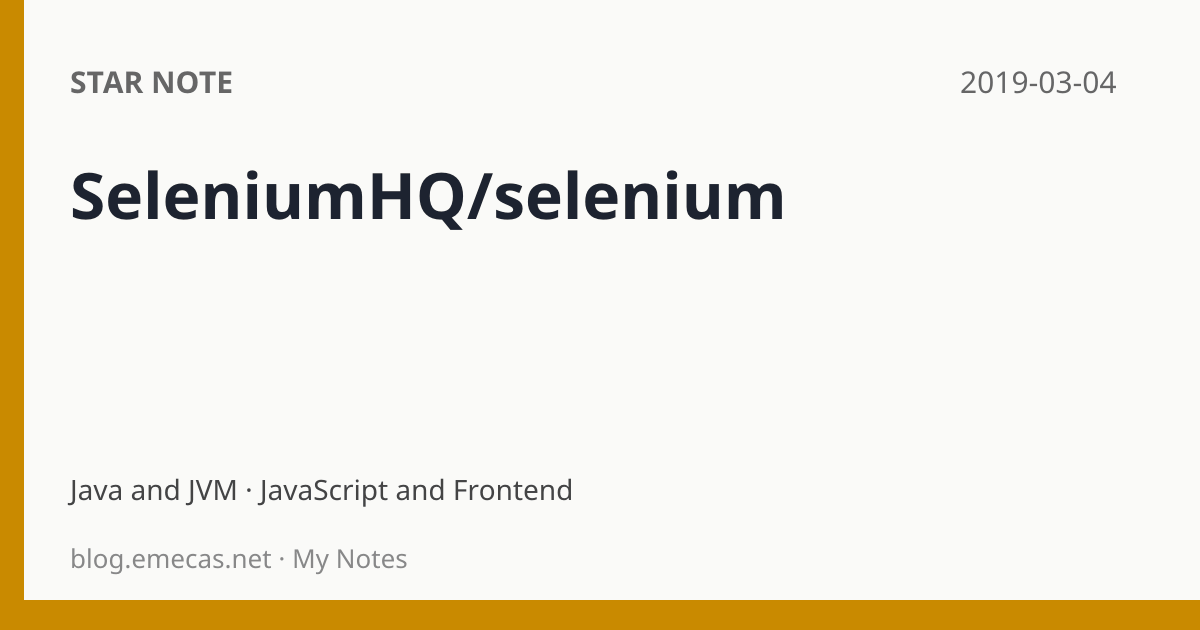 STAR NOTE
2019-03-04
SeleniumHQ/selenium
Java and JVM · JavaScript and Frontend
blog.emecas.net · My Notes